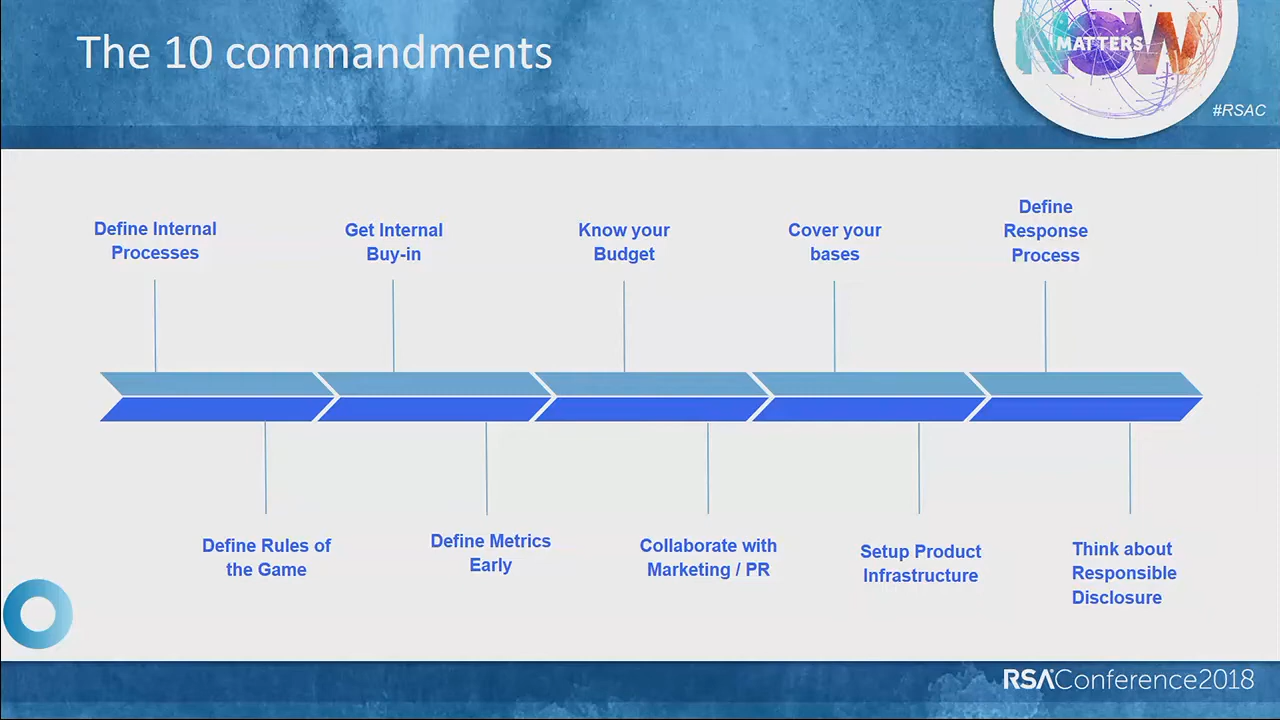 The 10 commandments
NOW
MATTERS
#RSAC
Define Internal
Processes
Get Internal
Buy-in
Know your
Budget
Cover your
bases
Define
Response
Process
Define Rules of
the Game
Define Metrics
Early
Collaborate with
Marketing / PR
Setup Product
Infrastructure
Think about
Responsible
Disclosure
RSAConference2018